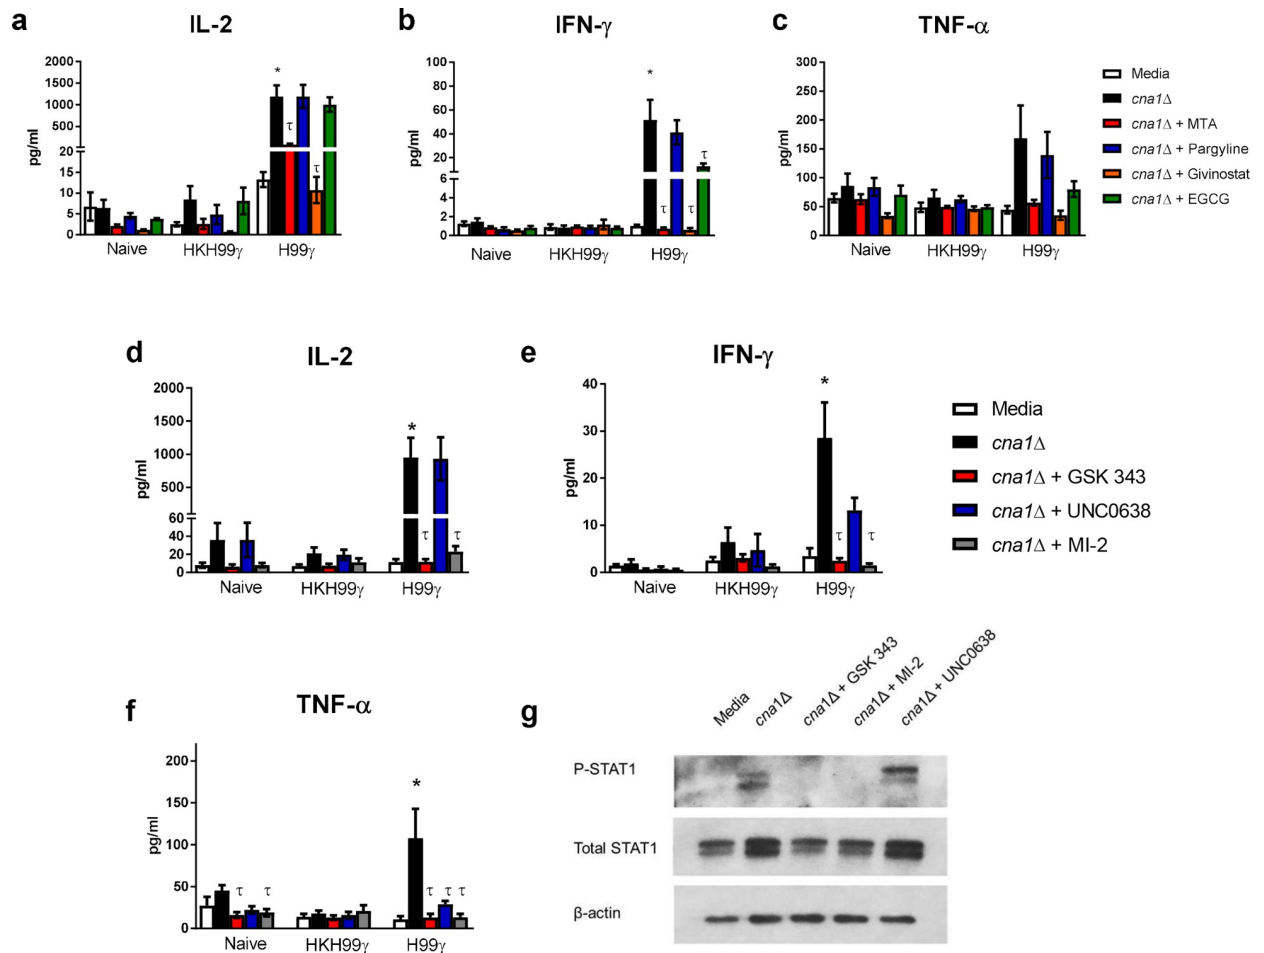 a
IL-2
pg/ml
2000
1500
1000
500
20
15
10
5
0
*
τ
τ
Naive
HKH99γ
H99γ
b
IFN-γ
pg/ml
100
80
60
40
20
6
4
2
0
*
τ
τ
τ
Naive
HKH99γ
H99γ
c
TNF-α
pg/ml
300
250
200
150
100
50
0
Naive
HKH99γ
H99γ
Media
cna1Δ
cna1Δ + MTA
cna1Δ + Pargyline
cna1Δ + Givinostat
cna1Δ + EGCG
d
IL-2
pg/ml
2000
1500
1000
500
60
40
20
0
*
τ
τ
Naive
HKH99γ
H99γ
e
IFN-γ
pg/ml
40
30
20
10
0
*
τ
τ
Naive
HKH99γ
H99γ
Media
cna1Δ
cna1Δ + GSK 343
cna1Δ + UNC0638
cna1Δ + MI-2
f
TNF-α
pg/ml
200
150
100
50
0
τ
τ
*
τ
τ
τ
Naive
HKH99γ
H99γ
g
Media
cna1Δ
cna1Δ + GSK 343
cna1Δ + MI-2
cna1Δ + UNC0638
P-STAT1
Total STAT1
β-actin